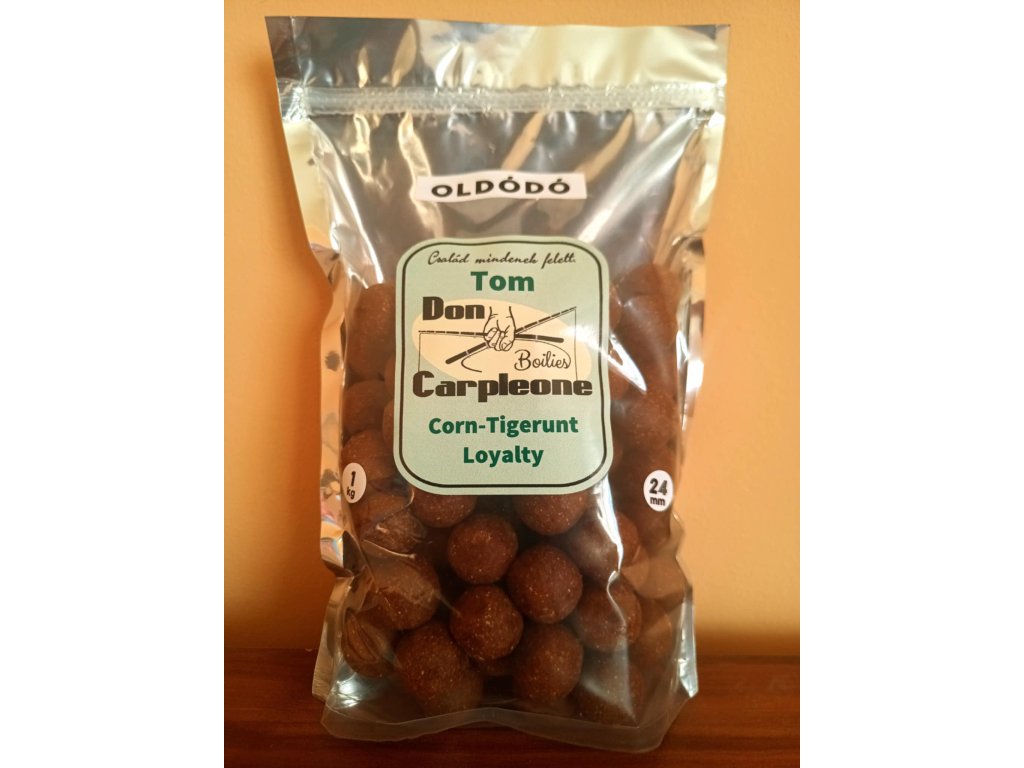 OLDÓDÓ
Család mindenek felett.
Tom
Don
Boilies
Carpleone
Corn-Tigerunt
Loyalty
1
kg
24
mm